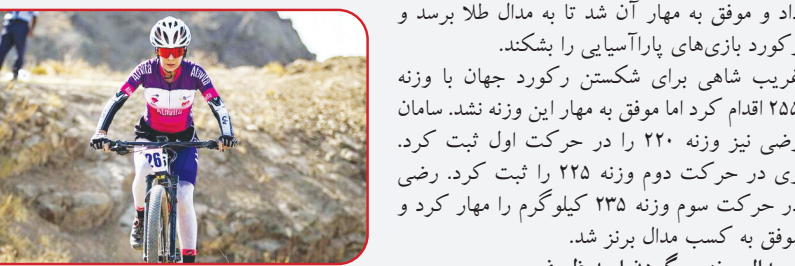 داد و موفق به مهار آن شد تا به مدال طلا برسد و
رکورد بازی‌های پاراآسیایی را بشکند.
غریب شاهی برای شکستن رکورد جهان با وزنه
۲۵۵ اقدام کرد اما موفق به مهار این وزنه نشد. سامان
رضی نیز وزنه ۲۲۰ را در حرکت اول ثبت کرد.
وی در حرکت دوم وزنه ۲۲۵ را ثبت کرد. رضی
در حرکت سوم وزنه ۲۳۵ کیلوگرم را مهار کرد و
موفق به کسب مدال برنز شد.